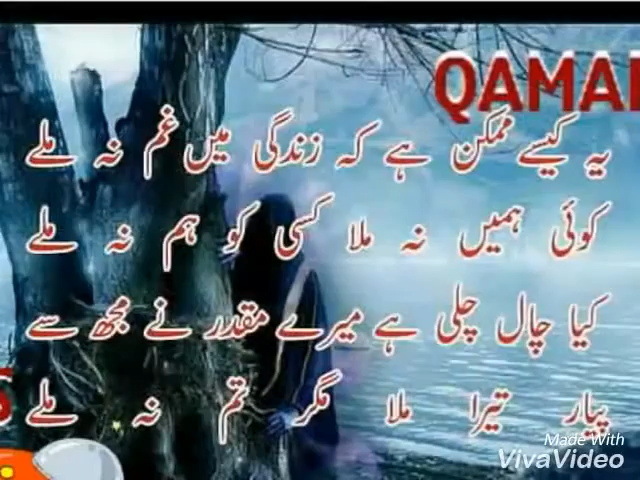 QAMAR
یہ کیسے ممکن ہے کہ زندگی میں غم نہ ملے
کوئی ہمیں نہ ملا کسی کو ہم نہ ملے
کیا چال چلی ہے میرے مقدر نے مجھ سے
پیار تیرا ملا مگر تم نہ ملے
Made With
VivaVideo